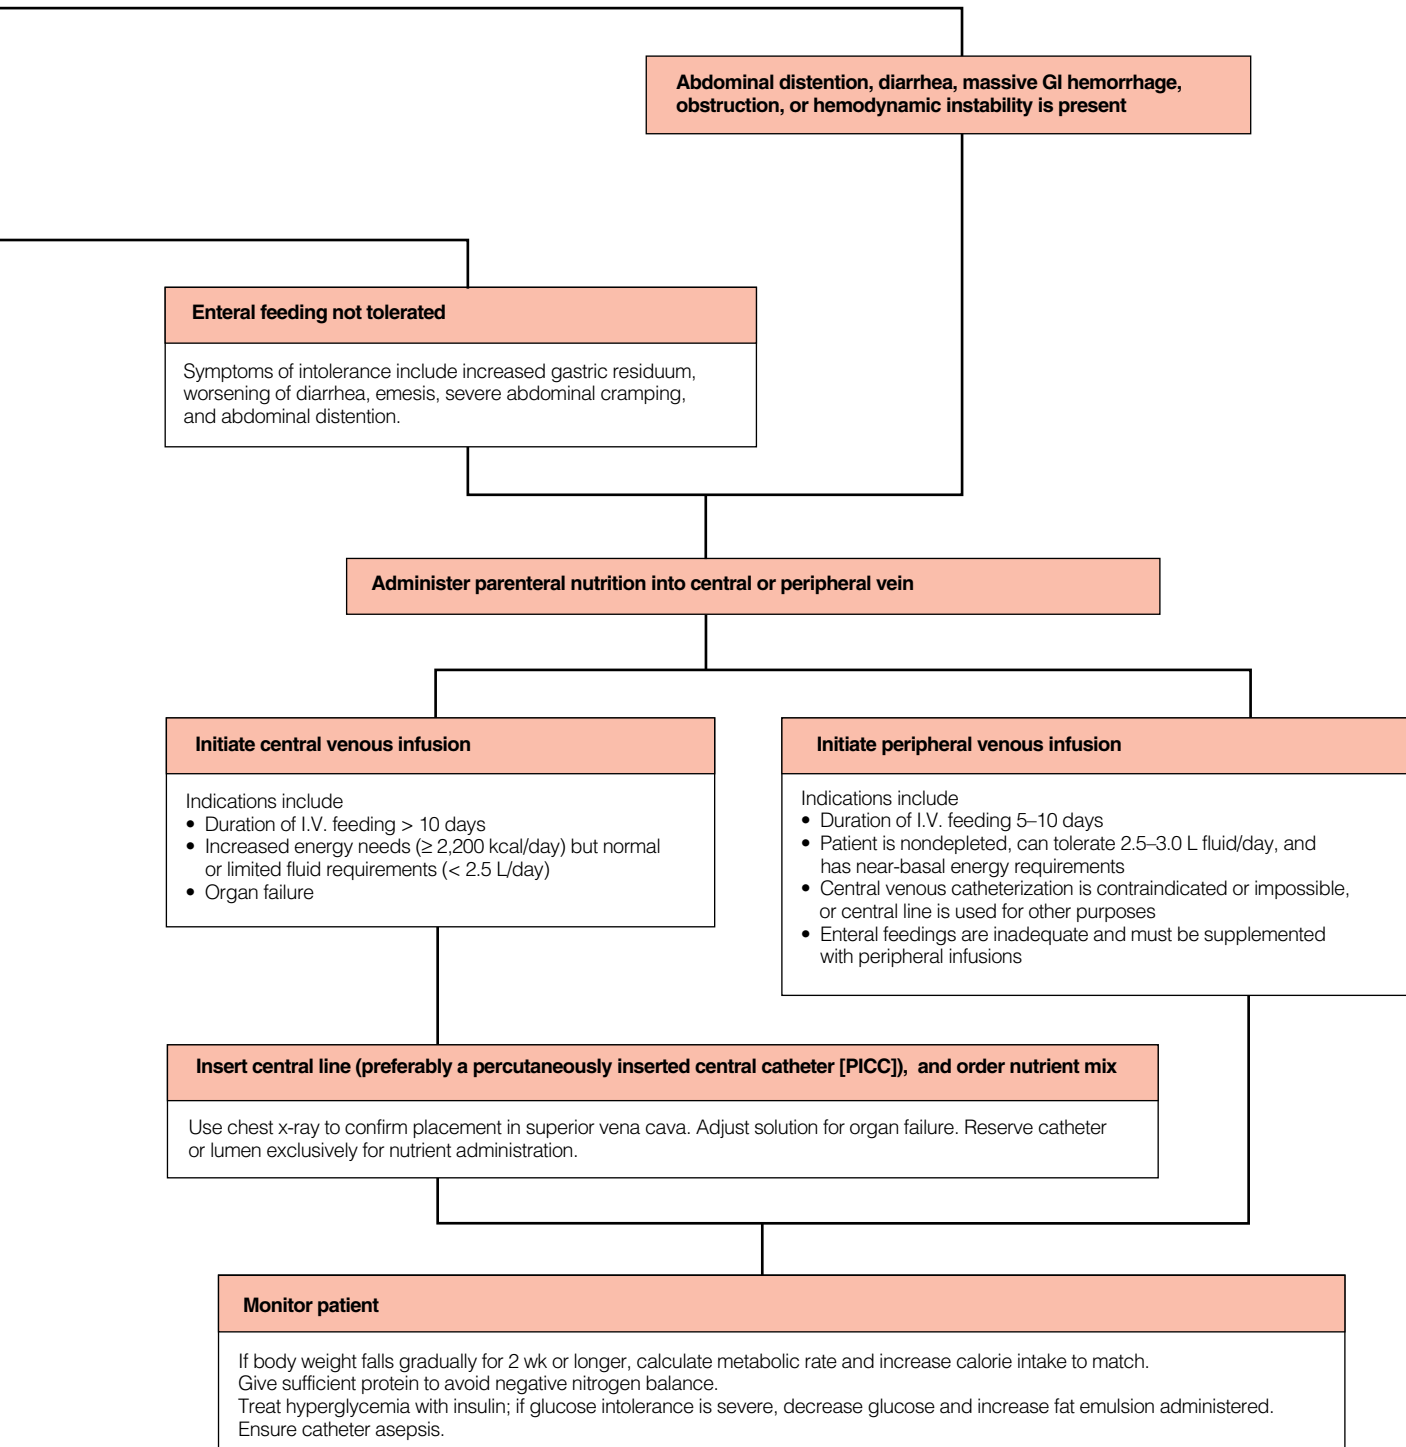 Abdominal distention, diarrhea, massive GI hemorrhage,
obstruction, or hemodynamic instability is present
Enteral feeding not tolerated
Symptoms of intolerance include increased gastric residuum,
worsening of diarrhea, emesis, severe abdominal cramping,
and abdominal distention.
Administer parenteral nutrition into central or peripheral vein
Initiate central venous infusion
Indications include
• Duration of I.V. feeding > 10 days
• Increased energy needs (≥ 2,200 kcal/day) but normal
or limited fluid requirements (< 2.5 L/day)
• Organ failure
Initiate peripheral venous infusion
Indications include
• Duration of I.V. feeding 5–10 days
• Patient is nondepleted, can tolerate 2.5–3.0 L fluid/day, and
has near-basal energy requirements
• Central venous catheterization is contraindicated or impossible,
or central line is used for other purposes
• Enteral feedings are inadequate and must be supplemented
with peripheral infusions
Insert central line (preferably a percutaneously inserted central catheter [PICC]), and order nutrient mix
Use chest x-ray to confirm placement in superior vena cava. Adjust solution for organ failure. Reserve catheter
or lumen exclusively for nutrient administration.
Monitor patient
If body weight falls gradually for 2 wk or longer, calculate metabolic rate and increase calorie intake to match.
Give sufficient protein to avoid negative nitrogen balance.
Treat hyperglycemia with insulin; if glucose intolerance is severe, decrease glucose and increase fat emulsion administered.
Ensure catheter asepsis.